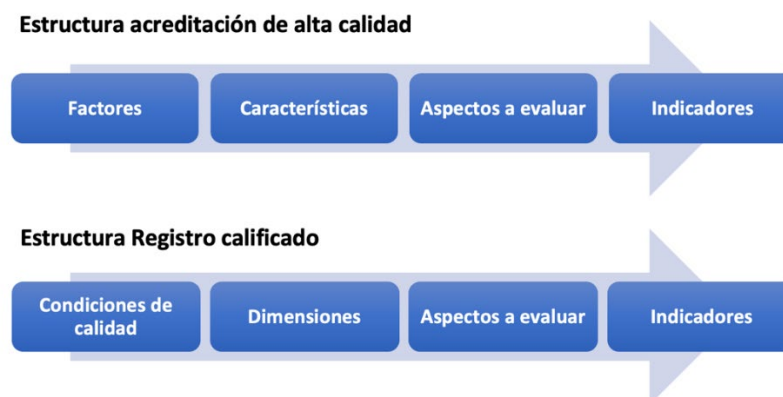 Estructura acreditación de alta calidad
Factores
Características
Aspectos a evaluar
Indicadores
Estructura Registro calificado
Condiciones de
calidad
Dimensiones
Aspectos a evaluar
Indicadores